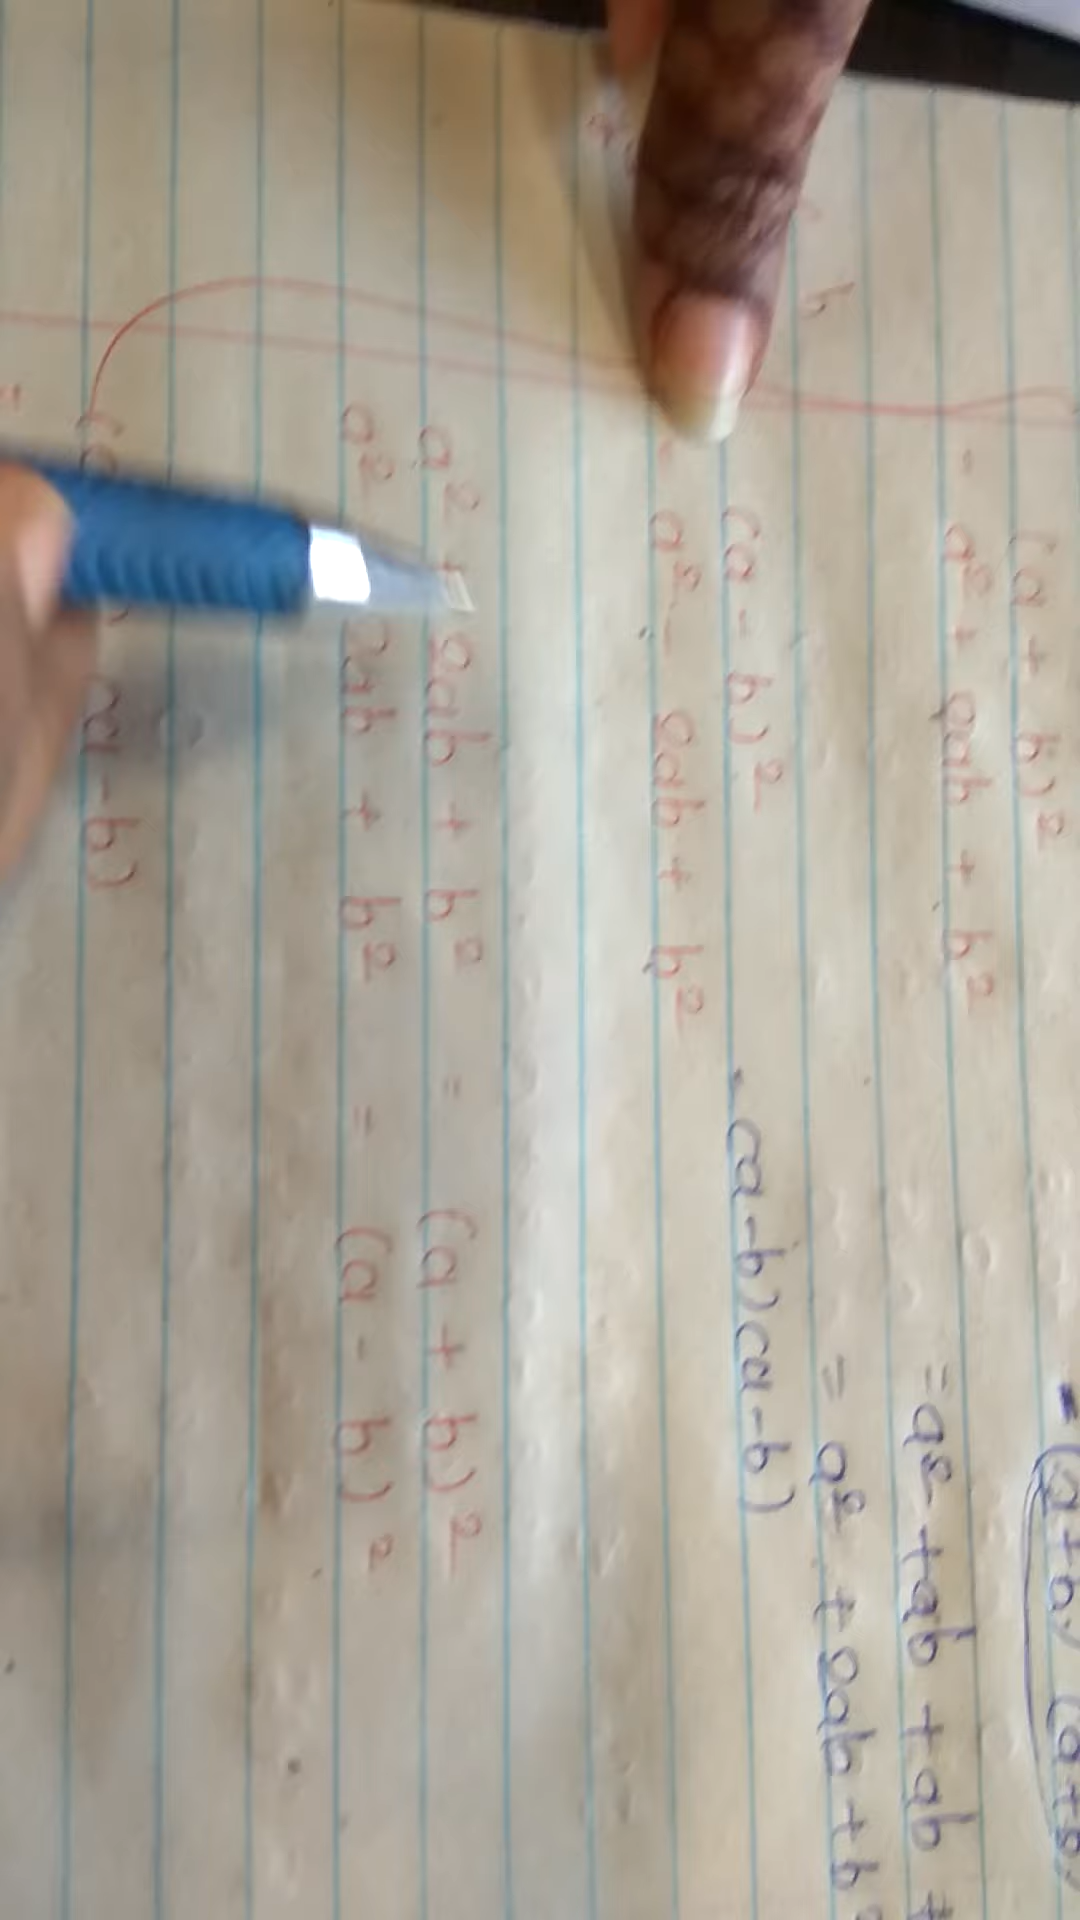 (a + b)²
= (a+b) (a+b)
= a² + 2ab + b²
= a² + ab + ab +
= a² + 2ab + b²
b
(a - b)²
= (a-b)(a-b)
= a² - 2ab + b²
a² + 2ab + b² = (a + b)²
a² 2ab + b² = (a - b)²
(a-b)
=